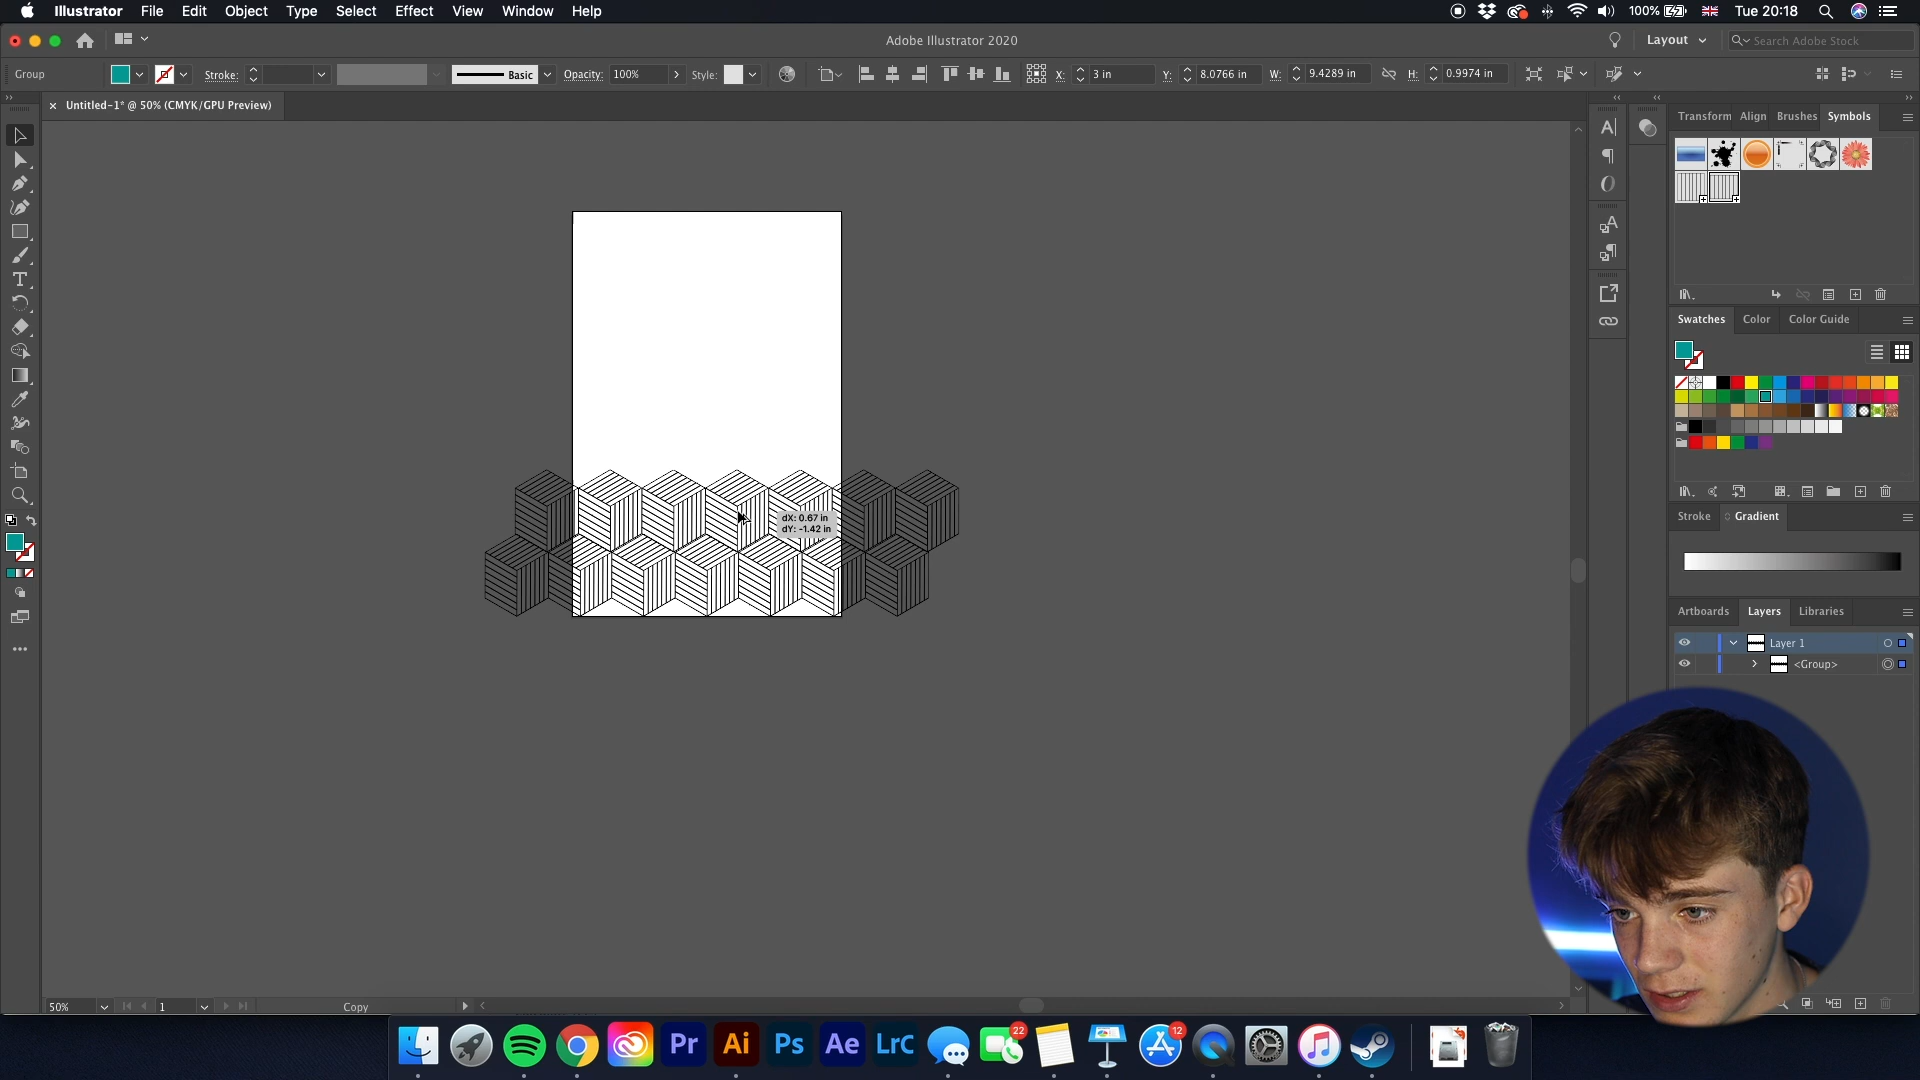 Illustrator File Edit Object Type Select Effect View Window Help 100% Tue 20:18
Adobe Illustrator 2020 Layout Search Adobe Stock
Group Stroke: Basic Opacity: 100% Style: X: 3 in Y: 8.0766 in W: 9.4289 in H: 0.9974 in
Untitled-1* @ 50% (CMYK/GPU Preview)
Transform Align Brushes Symbols
Swatches Color Color Guide
dX: 0.67 in
dY: -1.42 in
Stroke Gradient
Artboards Layers Libraries
Layer 1
<Group>
50% 1 Copy
Pr Ai Ps Ae LrC 22 12